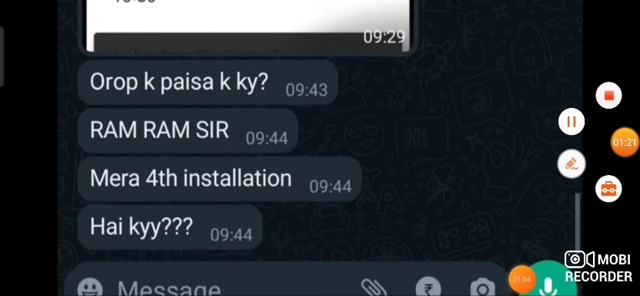 09:29
Orop k paisa k ky? 09:43
RAM RAM SIR 09:44
Mera 4th installation 09:44
Hai kyy??? 09:44
Message
01:21
01:04
MOBI
RECORDER